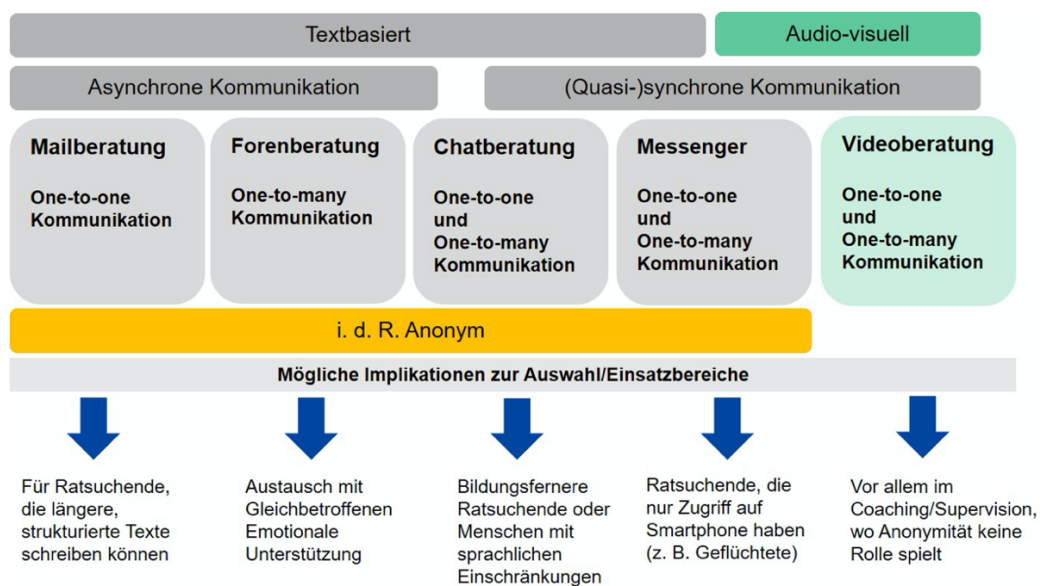 Textbasiert
Audio-visuell
Asynchrone Kommunikation
(Quasi-)synchrone Kommunikation
Mailberatung
One-to-one
Kommunikation
Forenberatung
One-to-many
Kommunikation
Chatberatung
One-to-one
und
One-to-many
Kommunikation
Messenger
One-to-one
und
One-to-many
Kommunikation
Videoberatung
One-to-one
und
One-to-many
Kommunikation
i. d. R. Anonym
Mögliche Implikationen zur Auswahl/Einsatzbereiche
Für Ratsuchende,
die längere,
strukturierte Texte
schreiben können
Austausch mit
Gleichbetroffenen
Emotionale
Unterstützung
Bildungsfernere
Ratsuchende oder
Menschen mit
sprachlichen
Einschränkungen
Ratsuchende, die
nur Zugriff auf
Smartphone haben
(z. B. Geflüchtete)
Vor allem im
Coaching/Supervision,
wo Anonymität keine
Rolle spielt